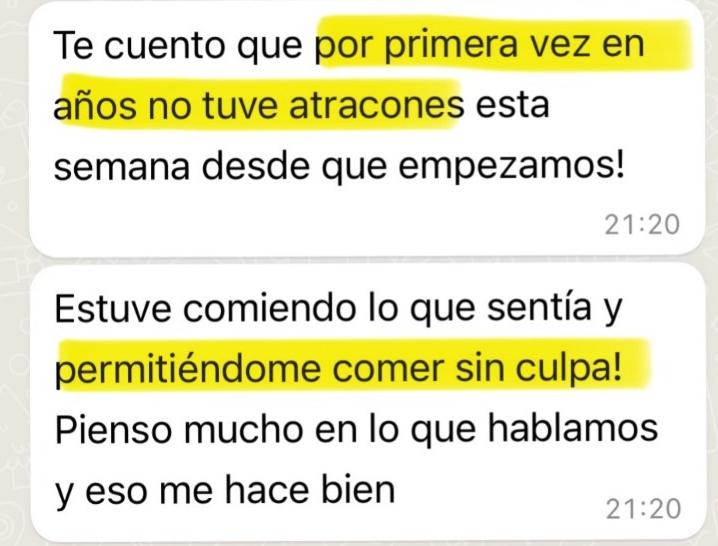 Te cuento que por primera vez en
años no tuve atracones esta
semana desde que empezamos!
21:20
Estuve comiendo lo que sentía y
permitiéndome comer sin culpa!
Pienso mucho en lo que hablamos
y eso me hace bien
21:20